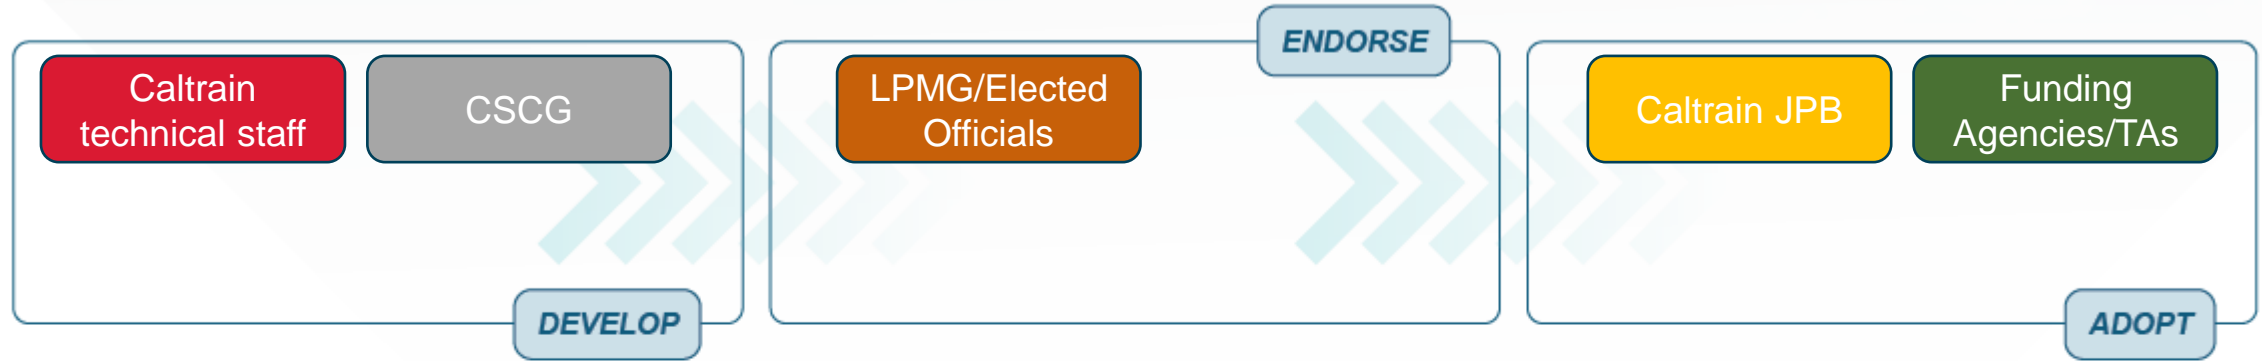 Caltrain
technical staff
CSCG
DEVELOP
ENDORSE
LPMG/Elected
Officials
Caltrain JPB
Funding
Agencies/TAs
ADOPT